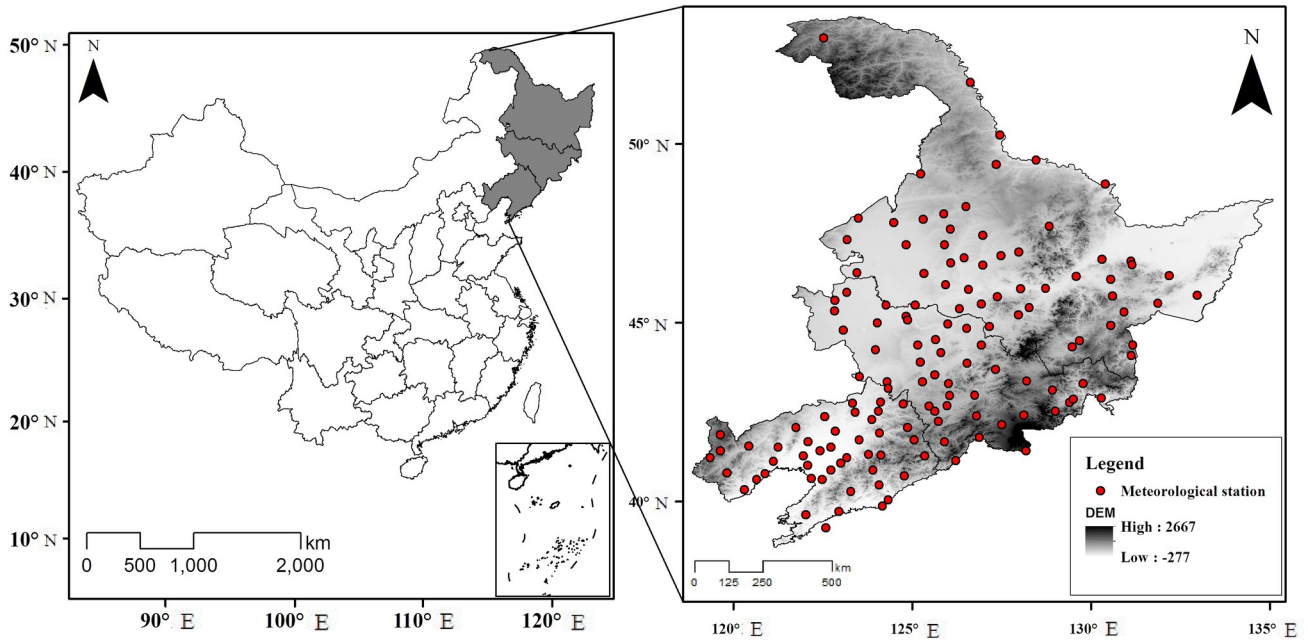 N
50° N
40° N
30° N
20° N
10° N
km
0 500 1,000 2,000
90° E 100° E 110° E 120° E
N
50° N
45° N
40° N
Legend
Meteorological station
DEM
High : 2667
Low : -277
km
0 125 250 500
120° E 125° E 130° E 135° E